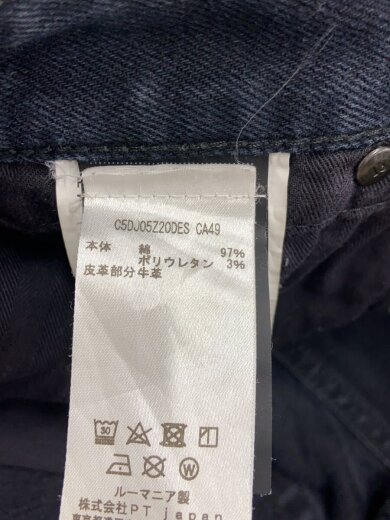 C5DJ05Z20DES CA49
本体 綿 97%
ポリウレタン 3%
皮革部分牛革
30
W
ルーマニア製
株式会社PT japan